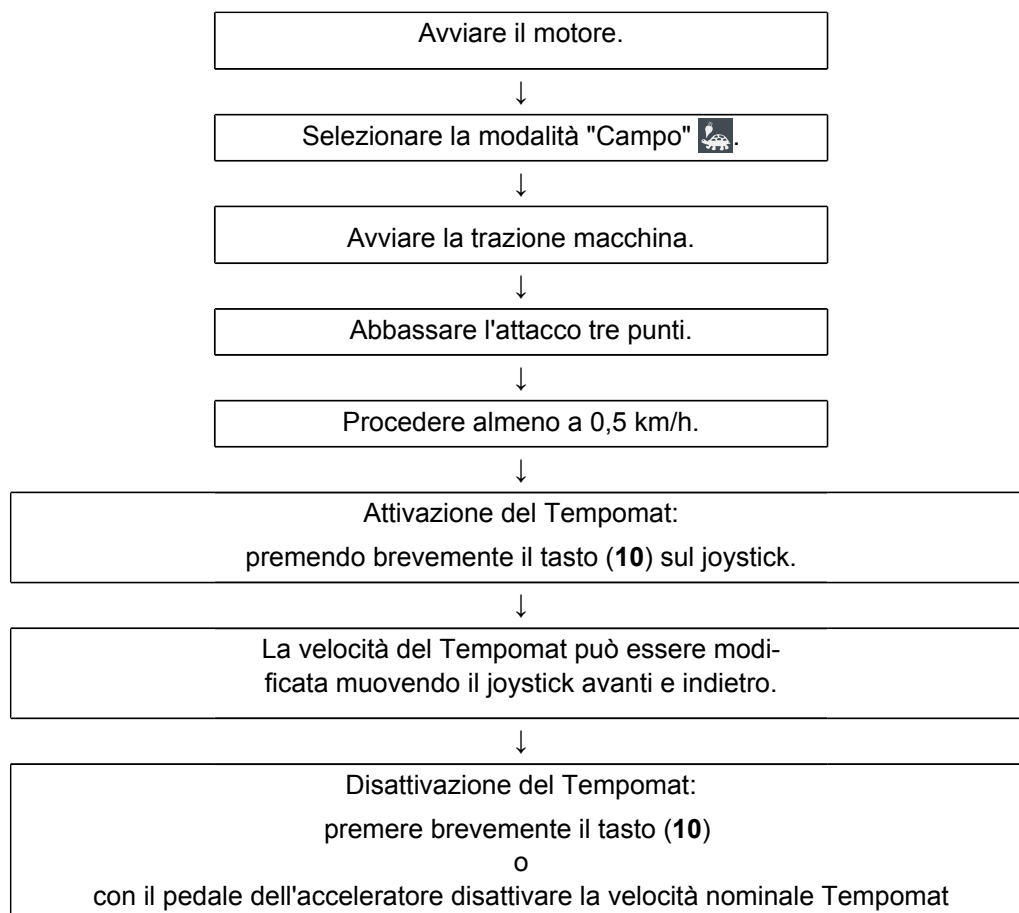 Avviare il motore.
↓
Selezionare la modalità "Campo" .
↓
Avviare la trazione macchina.
↓
Abbassare l'attacco tre punti.
↓
Procedere almeno a 0,5 km/h.
↓
Attivazione del Tempomat:
premendo brevemente il tasto (10) sul joystick.
↓
La velocità del Tempomat può essere modi-
ficata muovendo il joystick avanti e indietro.
↓
Disattivazione del Tempomat:
premere brevemente il tasto (10)
o
con il pedale dell'acceleratore disattivare la velocità nominale Tempomat